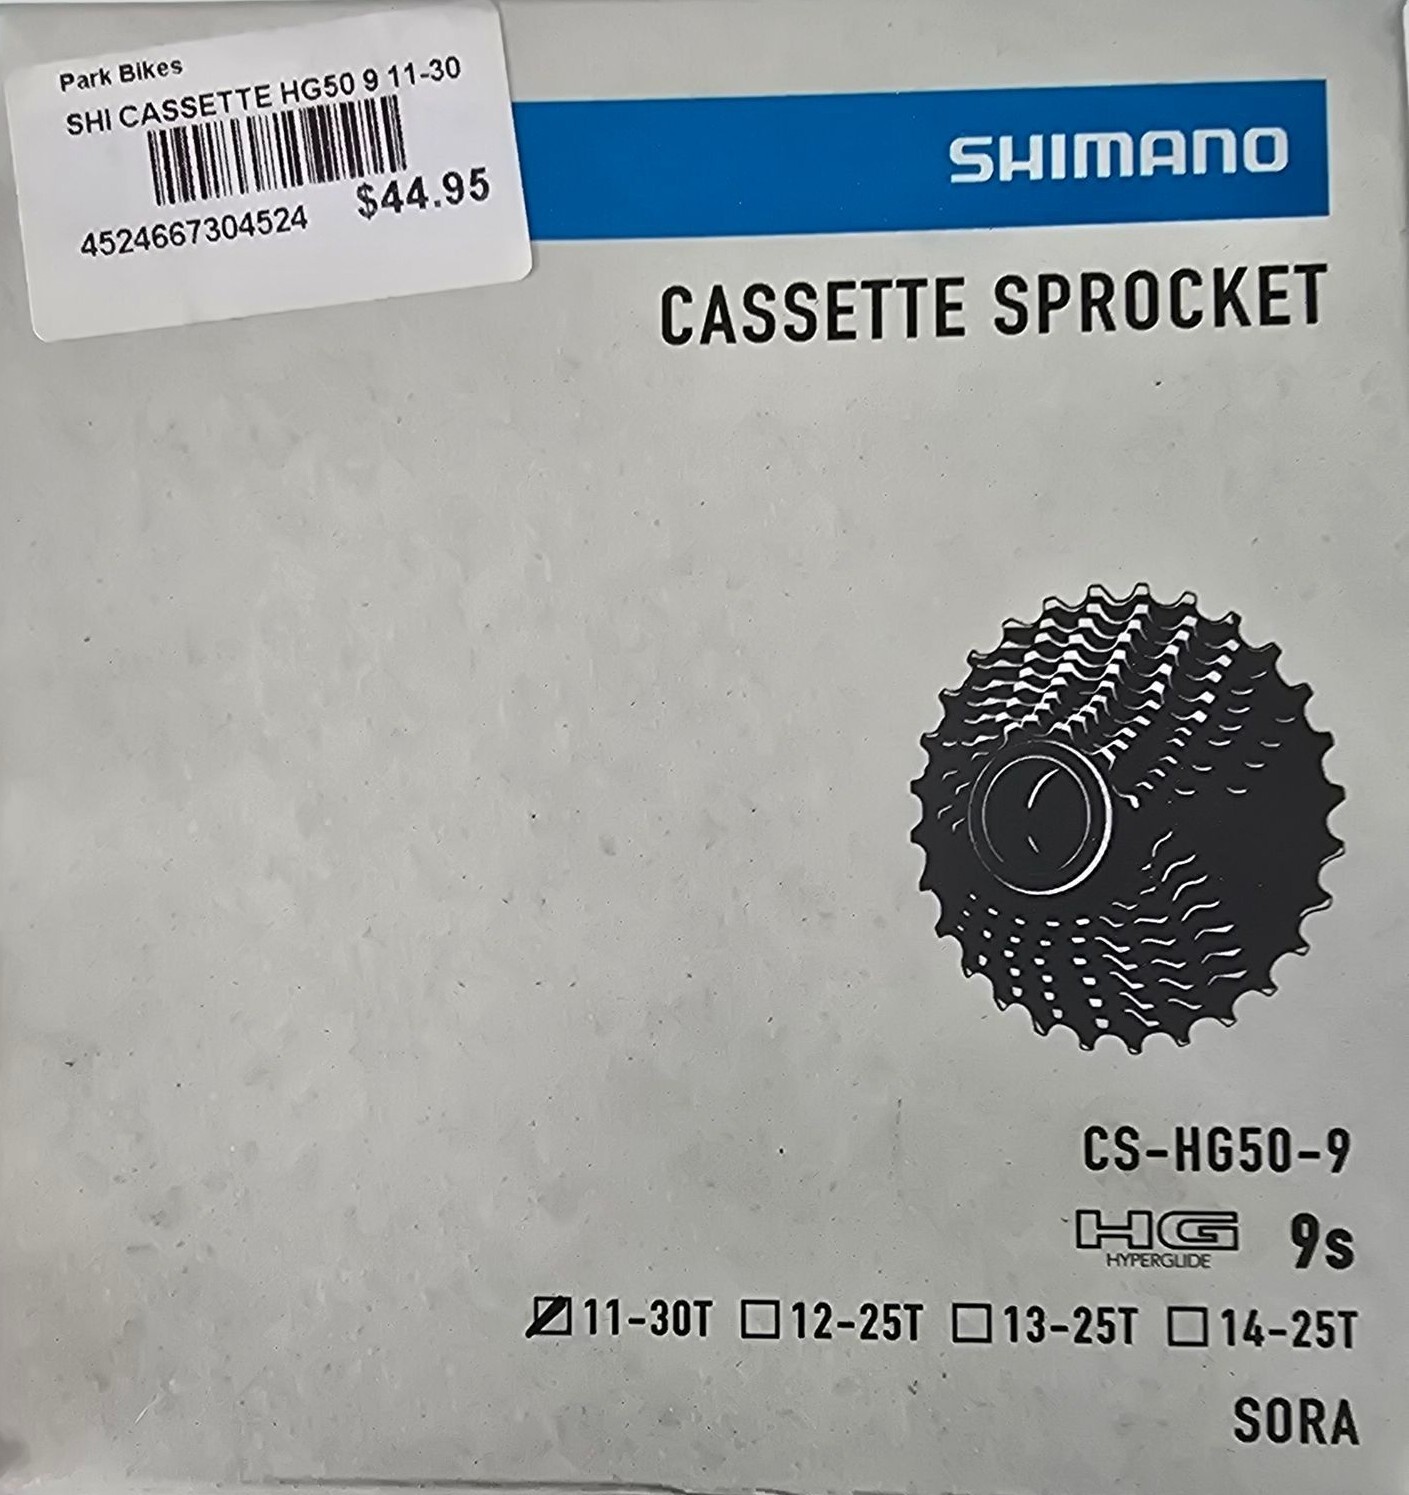 Park Bikes
SHI CASSETTE HG50 9 11-30
$44.95
4524667304524
SHIMANO
CASSETTE SPROCKET
CS-HG50-9
HG 9s
HYPERGLIDE
11-30T 12-25T 13-25T 14-25T
SORA